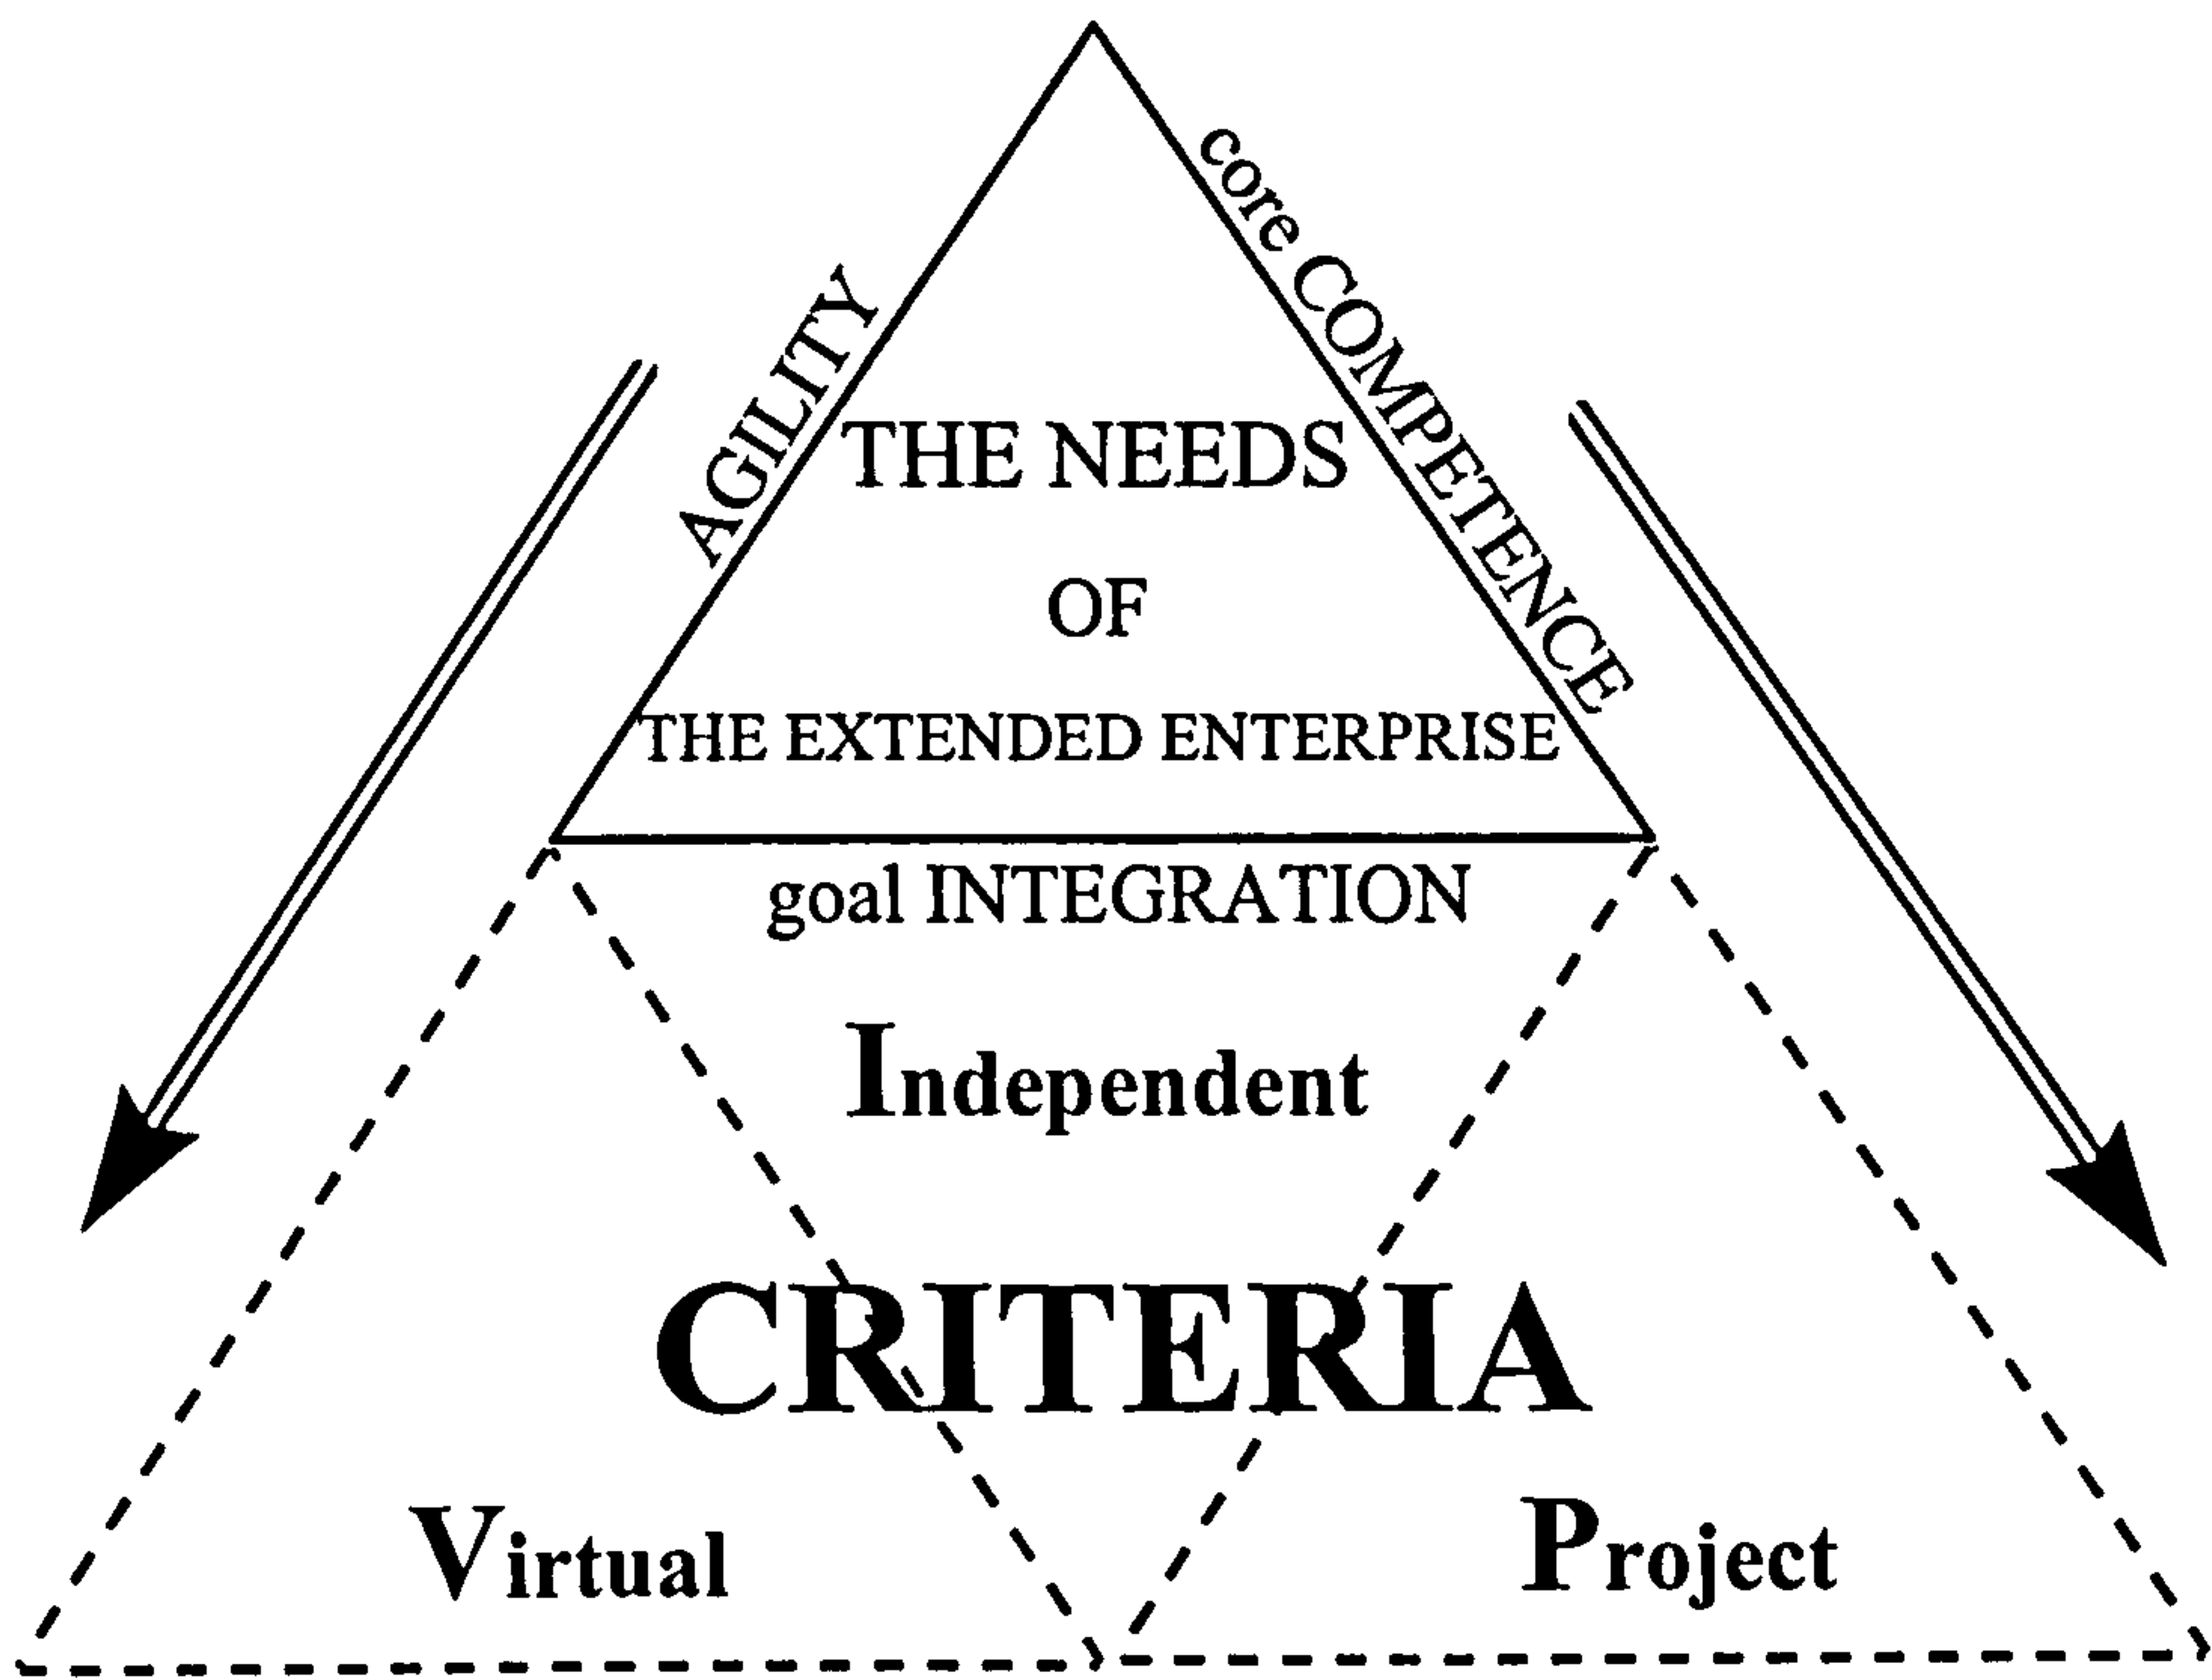 AGILITY
core COMPETENCE
THE NEEDS
OF
THE EXTENDED ENTERPRISE
goal INTEGRATION
Independent
CRITERIA
Virtual
Project